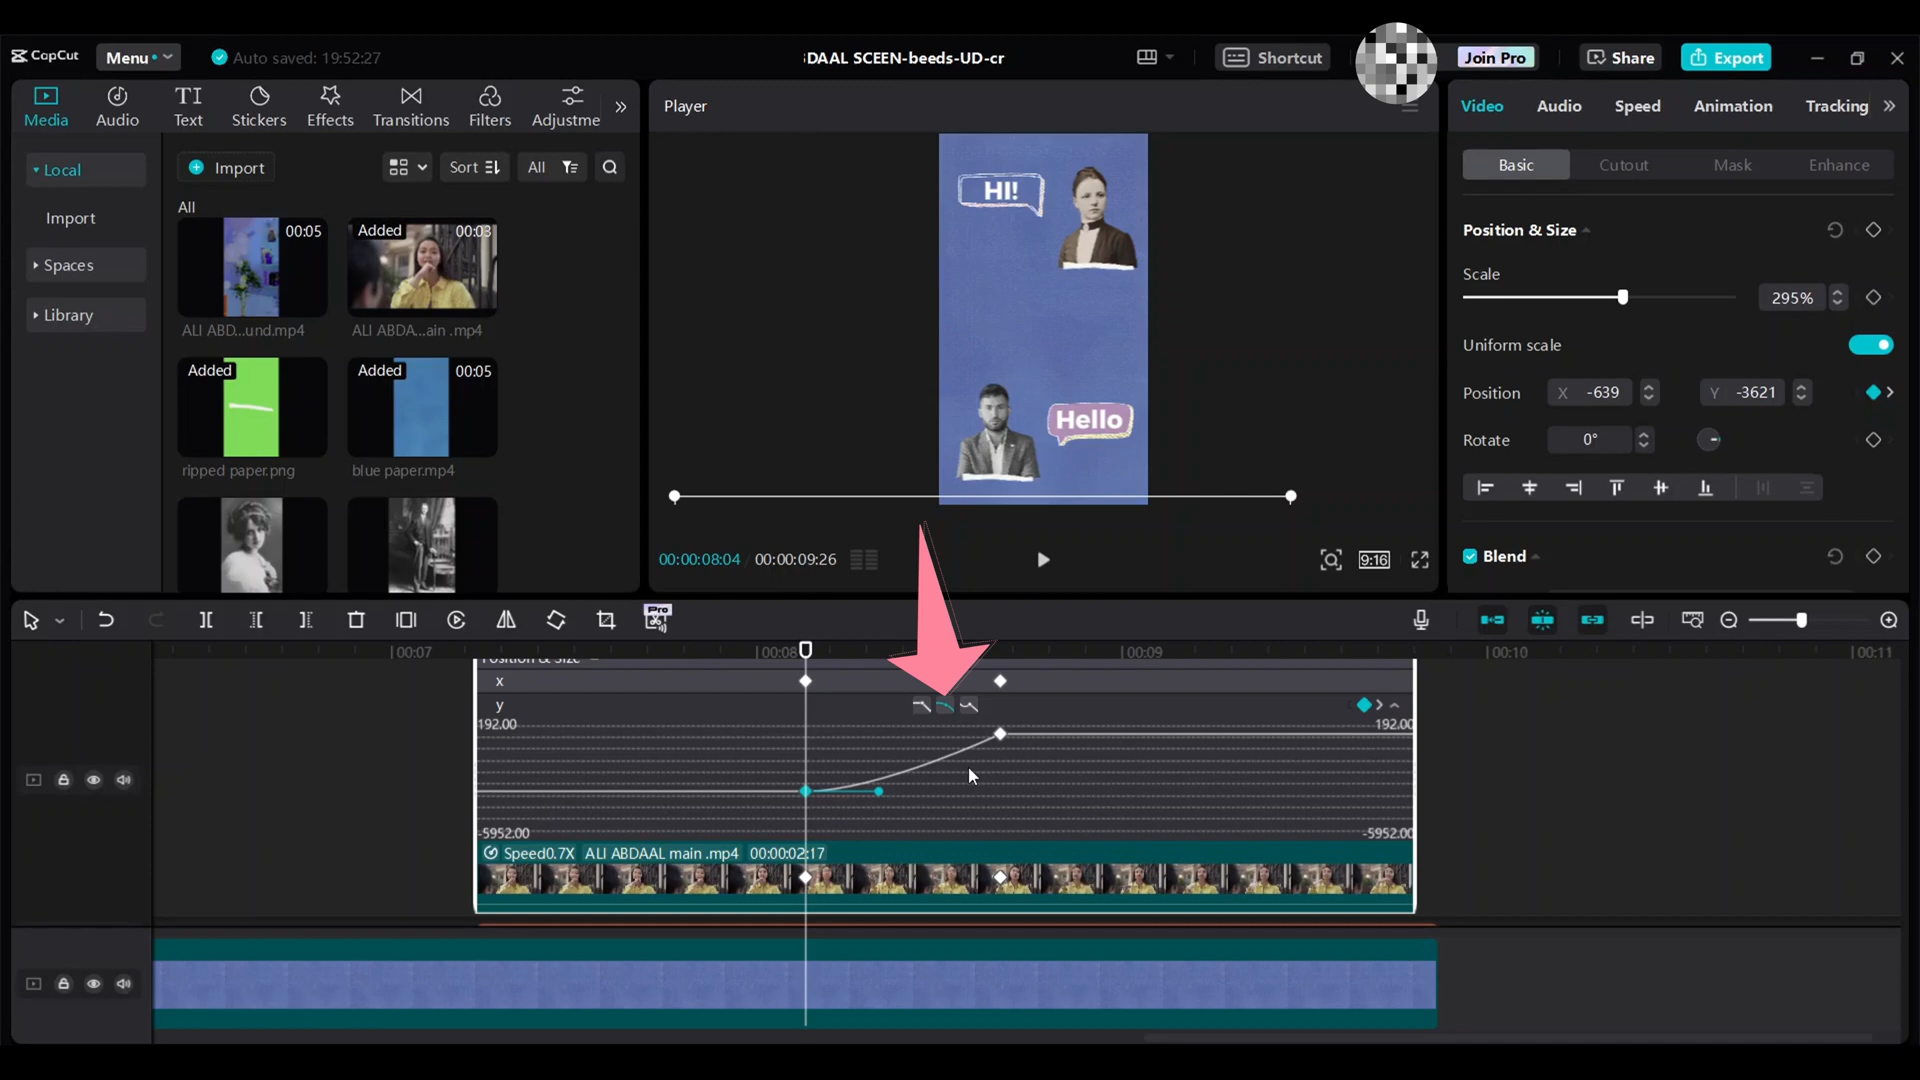 CapCut
Menu
Auto saved: 19:52:27
DAAL SCEEN-beeds-UD-cr
Shortcut
Join Pro
Share
Export
Media
Audio
Text
Stickers
Effects
Transitions
Filters
Adjustme
Local
Import
Spaces
Library
Import
Sort
All
All
00:05
ALI ABD...und.mp4
Added
00:03
ALI ABDA...ain .mp4
Added
ripped paper.png
Added
00:05
blue paper.mp4
Player
HI!
Hello
00:00:08:04 / 00:00:09:26
9:16
Video
Audio
Speed
Animation
Tracking
Basic
Cutout
Mask
Enhance
Position & Size
Scale
295%
Uniform scale
Position
X -639
Y -3621
Rotate
0°
Blend
Pro
00:07
00:08
00:09
00:10
00:11
Position & Size
x
y
192.00
192.00
-5952.00
-5952.00
Speed0.7X ALI ABDAAL main .mp4 00:00:02:17